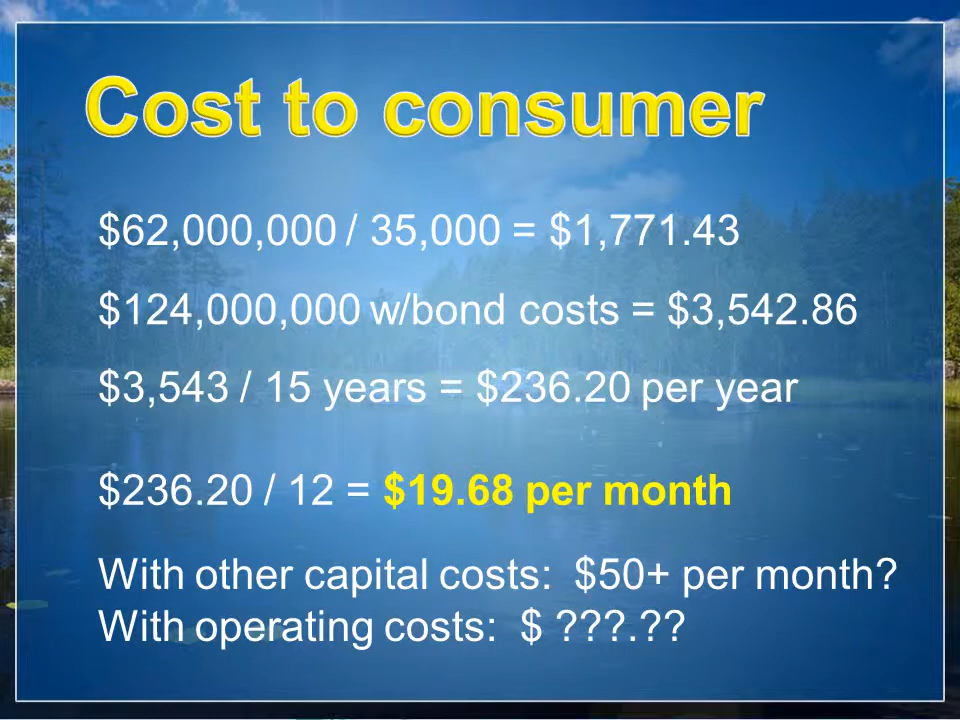 Cost to consumer
$62,000,000 / 35,000 = $1,771.43
$124,000,000 w/bond costs = $3,542.86
$3,543 / 15 years = $236.20 per year
$236.20 / 12 = $19.68 per month
With other capital costs:  $50+ per month?
With operating costs:  $ ???.??